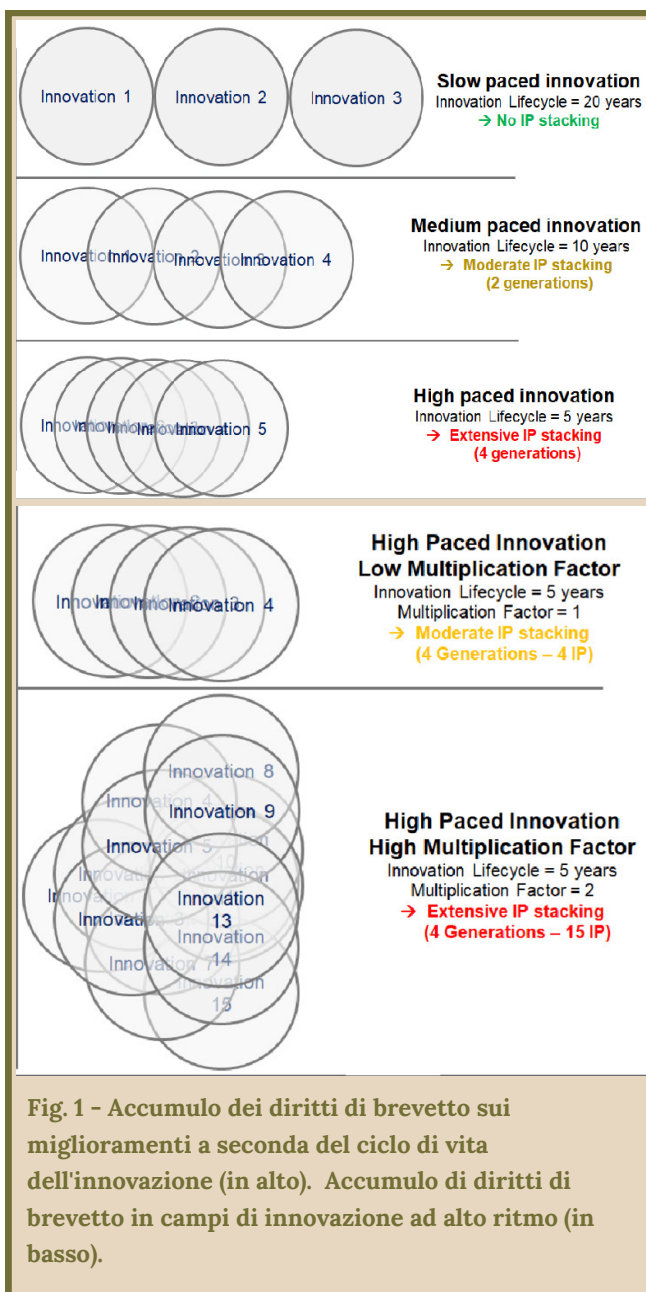 Innovation 1
Innovation 2
Innovation 3
Slow paced innovation
Innovation Lifecycle = 20 years
→ No IP stacking
Innovation 4
Medium paced innovation
Innovation Lifecycle = 10 years
→ Moderate IP stacking
(2 generations)
Innovation 5
High paced innovation
Innovation Lifecycle = 5 years
→ Extensive IP stacking
(4 generations)
Innovation 4
High Paced Innovation
Low Multiplication Factor
Innovation Lifecycle = 5 years
Multiplication Factor = 1
→ Moderate IP stacking
(4 Generations – 4 IP)
Innovation 8
Innovation 4
Innovation 9
Innovation 5
Innovation
13
Innovation
14
Innovation 7
Innovation
15
High Paced Innovation
High Multiplication Factor
Innovation Lifecycle = 5 years
Multiplication Factor = 2
→ Extensive IP stacking
(4 Generations – 15 IP)
Fig. 1 - Accumulo dei diritti di brevetto sui
miglioramenti a seconda del ciclo di vita
dell'innovazione (in alto). Accumulo di diritti di
brevetto in campi di innovazione ad alto ritmo (in
basso).